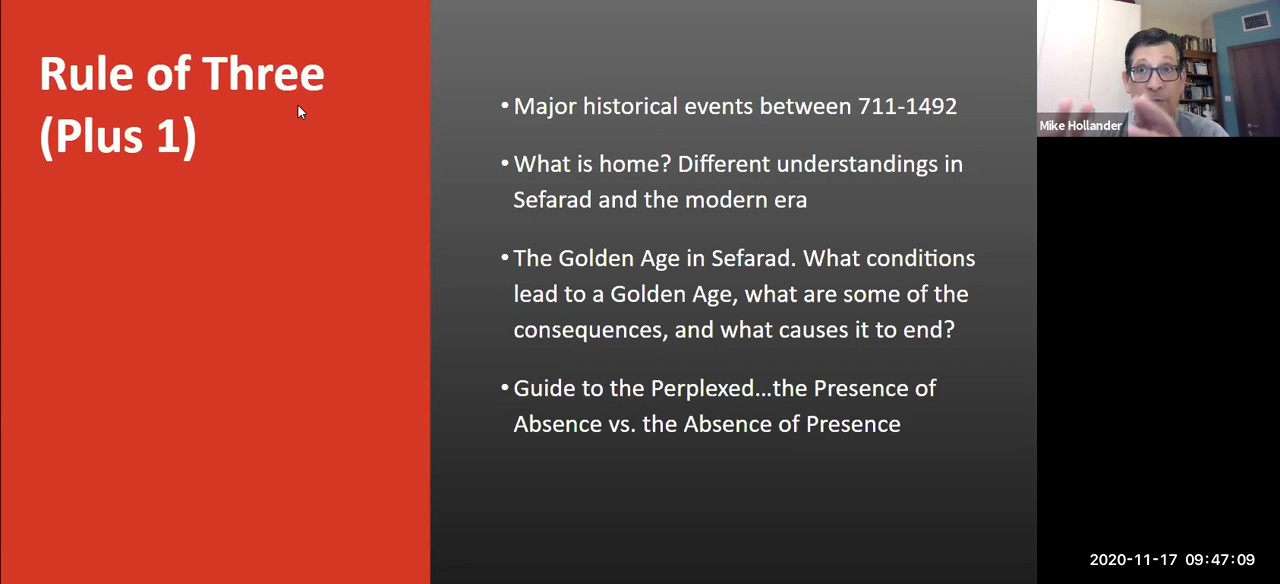 Rule of Three
(Plus 1)
• Major historical events between 711-1492
• What is home? Different understandings in
Sefarad and the modern era
• The Golden Age in Sefarad. What conditions
lead to a Golden Age, what are some of the
consequences, and what causes it to end?
• Guide to the Perplexed...the Presence of
Absence vs. the Absence of Presence
Mike Hollander
2020-11-17 09:47:09